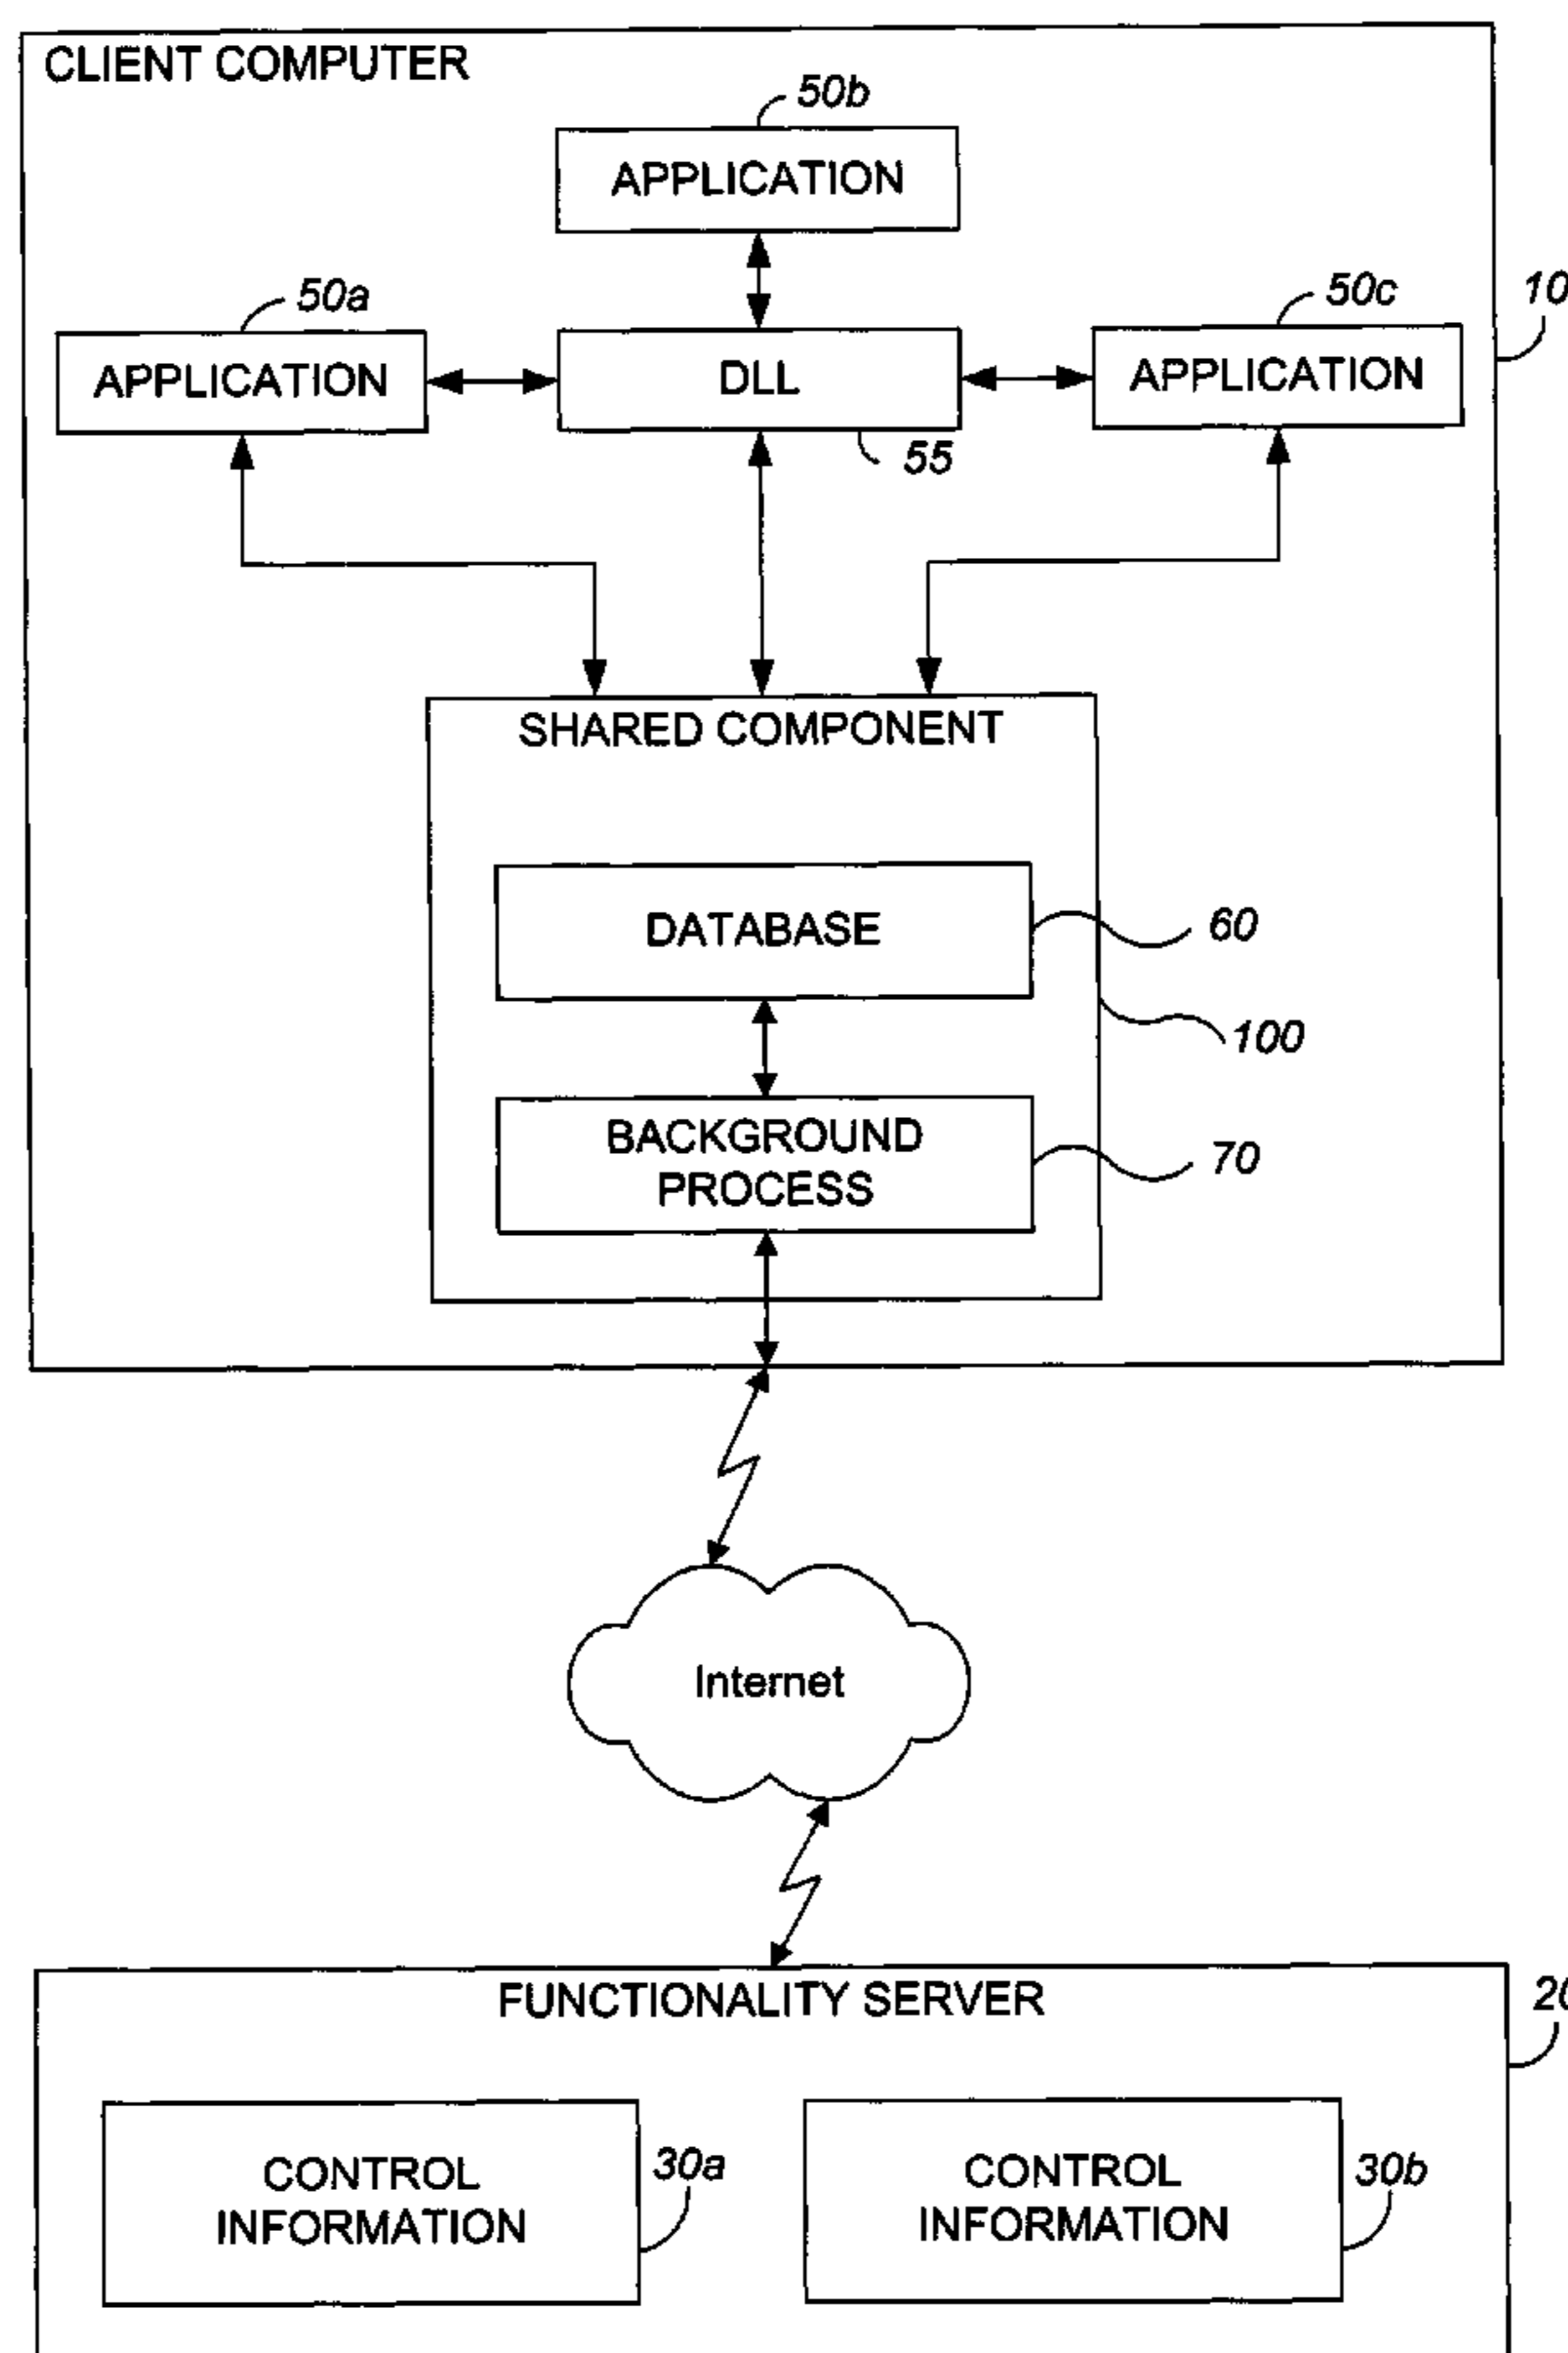 CLIENT COMPUTER
50b
APPLICATION
50a
50c
10
APPLICATION
DLL
APPLICATION
55
SHARED COMPONENT
DATABASE
60
100
BACKGROUND
PROCESS
70
Internet
FUNCTIONALITY SERVER
20
CONTROL
INFORMATION
30a
CONTROL
INFORMATION
30b